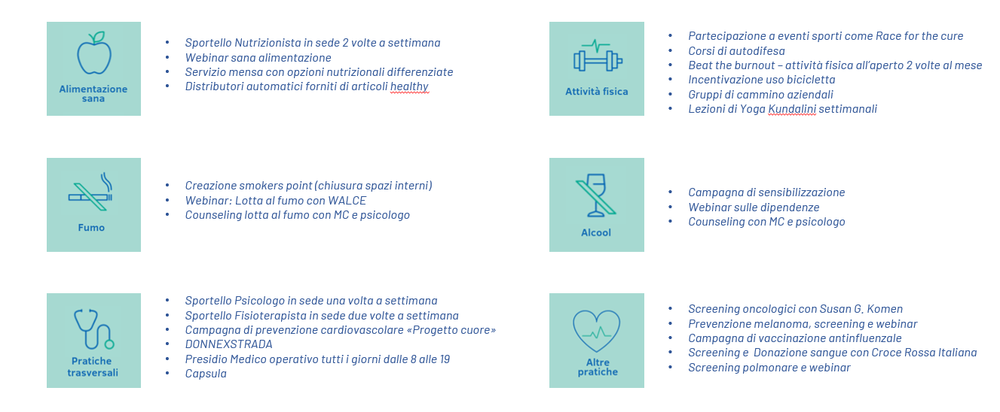 Alimentazione
sana
• Sportello Nutrizionista in sede 2 volte a settimana
• Webinar sana alimentazione
• Servizio mensa con opzioni nutrizionali differenziate
• Distributori automatici forniti di articoli healthy
Attività fisica
• Partecipazione a eventi sporti come Race for the cure
• Corsi di autodifesa
• Beat the burnout – attività fisica all’aperto 2 volte al mese
• Incentivazione uso bicicletta
• Gruppi di cammino aziendali
• Lezioni di Yoga Kundalini settimanali
Fumo
• Creazione smokers point (chiusura spazi interni)
• Webinar: Lotta al fumo con WALCE
• Counseling lotta al fumo con MC e psicologo
Alcool
• Campagna di sensibilizzazione
• Webinar sulle dipendenze
• Counseling con MC e psicologo
Pratiche
trasversali
• Sportello Psicologo in sede una volta a settimana
• Sportello Fisioterapista in sede due volte a settimana
• Campagna di prevenzione cardiovascolare «Progetto cuore»
• DONNEXSTRADA
• Presidio Medico operativo tutti i giorni dalle 8 alle 19
• Capsula
Altre
pratiche
• Screening oncologici con Susan G. Komen
• Prevenzione melanoma, screening e webinar
• Campagna di vaccinazione antinfluenzale
• Screening e  Donazione sangue con Croce Rossa Italiana
• Screening polmonare e webinar